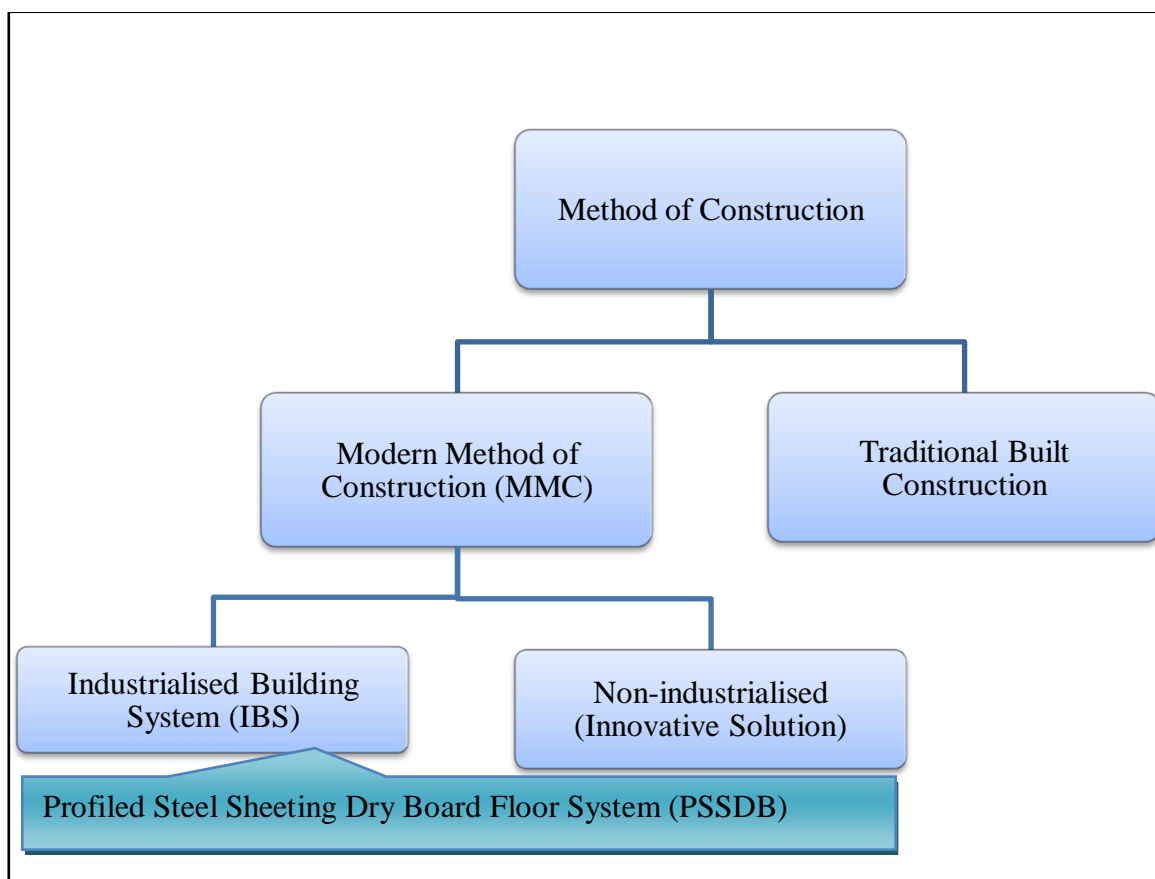 Method of Construction
Modern Method of
Construction (MMC)
Traditional Built
Construction
Industrialised Building
System (IBS)
Non-industrialised
(Innovative Solution)
Profiled Steel Sheeting Dry Board Floor System (PSSDB)